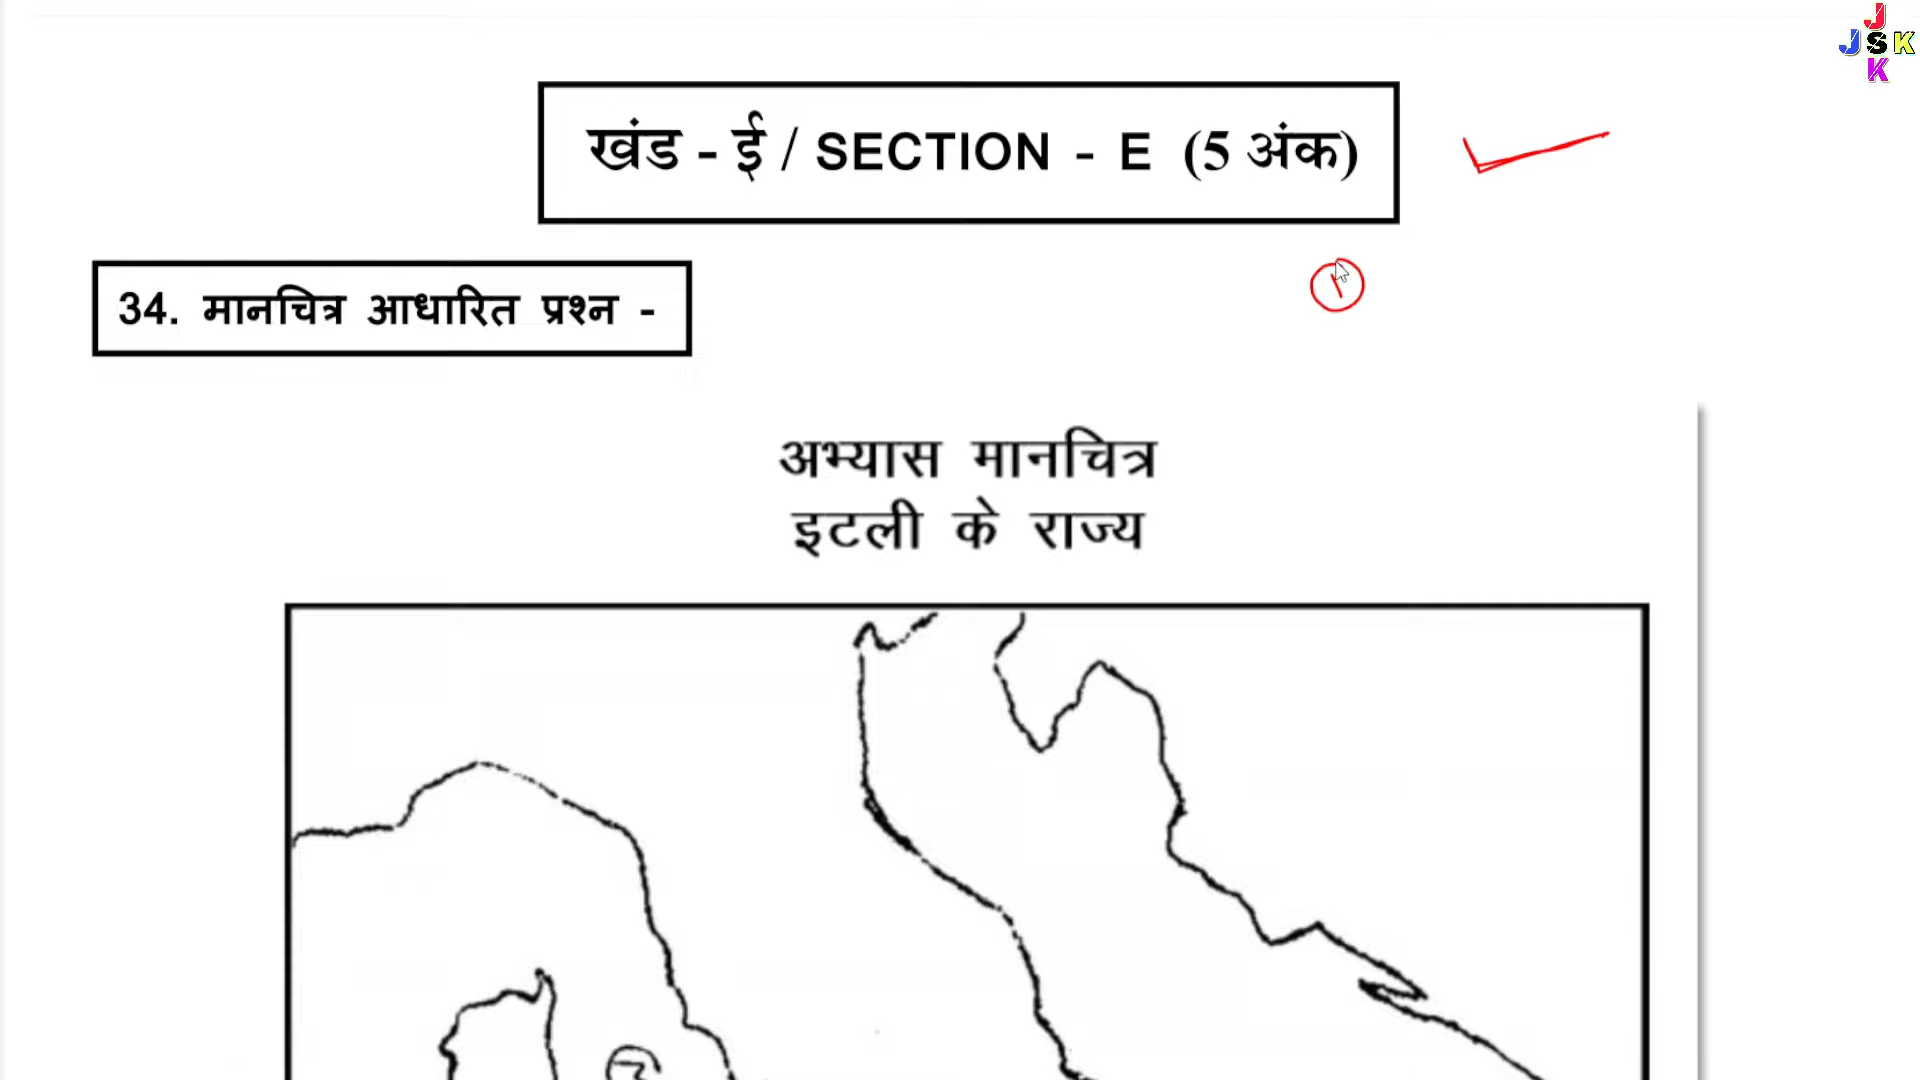 J
J S K
K
खंड - ई / SECTION - E (5 अंक)
34. मानचित्र आधारित प्रश्न -
अभ्यास मानचित्र
इटली के राज्य